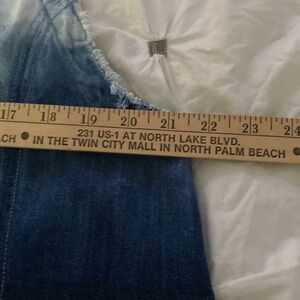 17 18 19 20 21 22 23 24
231 US-1 AT NORTH LAKE BLVD.
ACH ● IN THE TWIN CITY MALL IN NORTH PALM BEACH ●